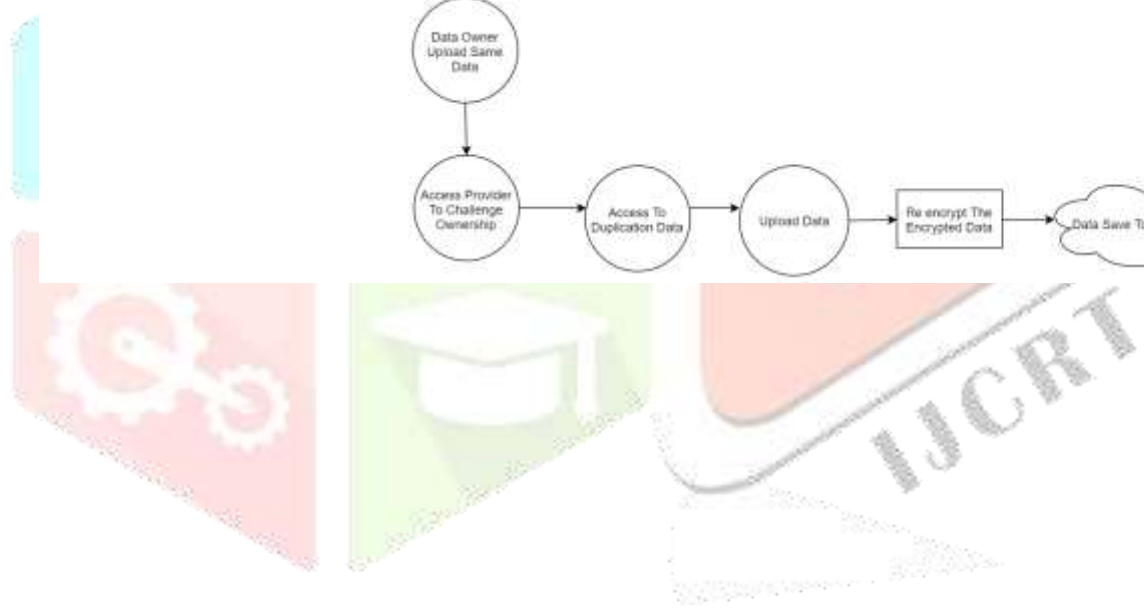 Data Owner
Upload Same
Data
Access Provider
To Challenge
Ownership
Access To
Duplication Data
Upload Data
Re encrypt The
Encrypted Data
Data Save To
IJCRT